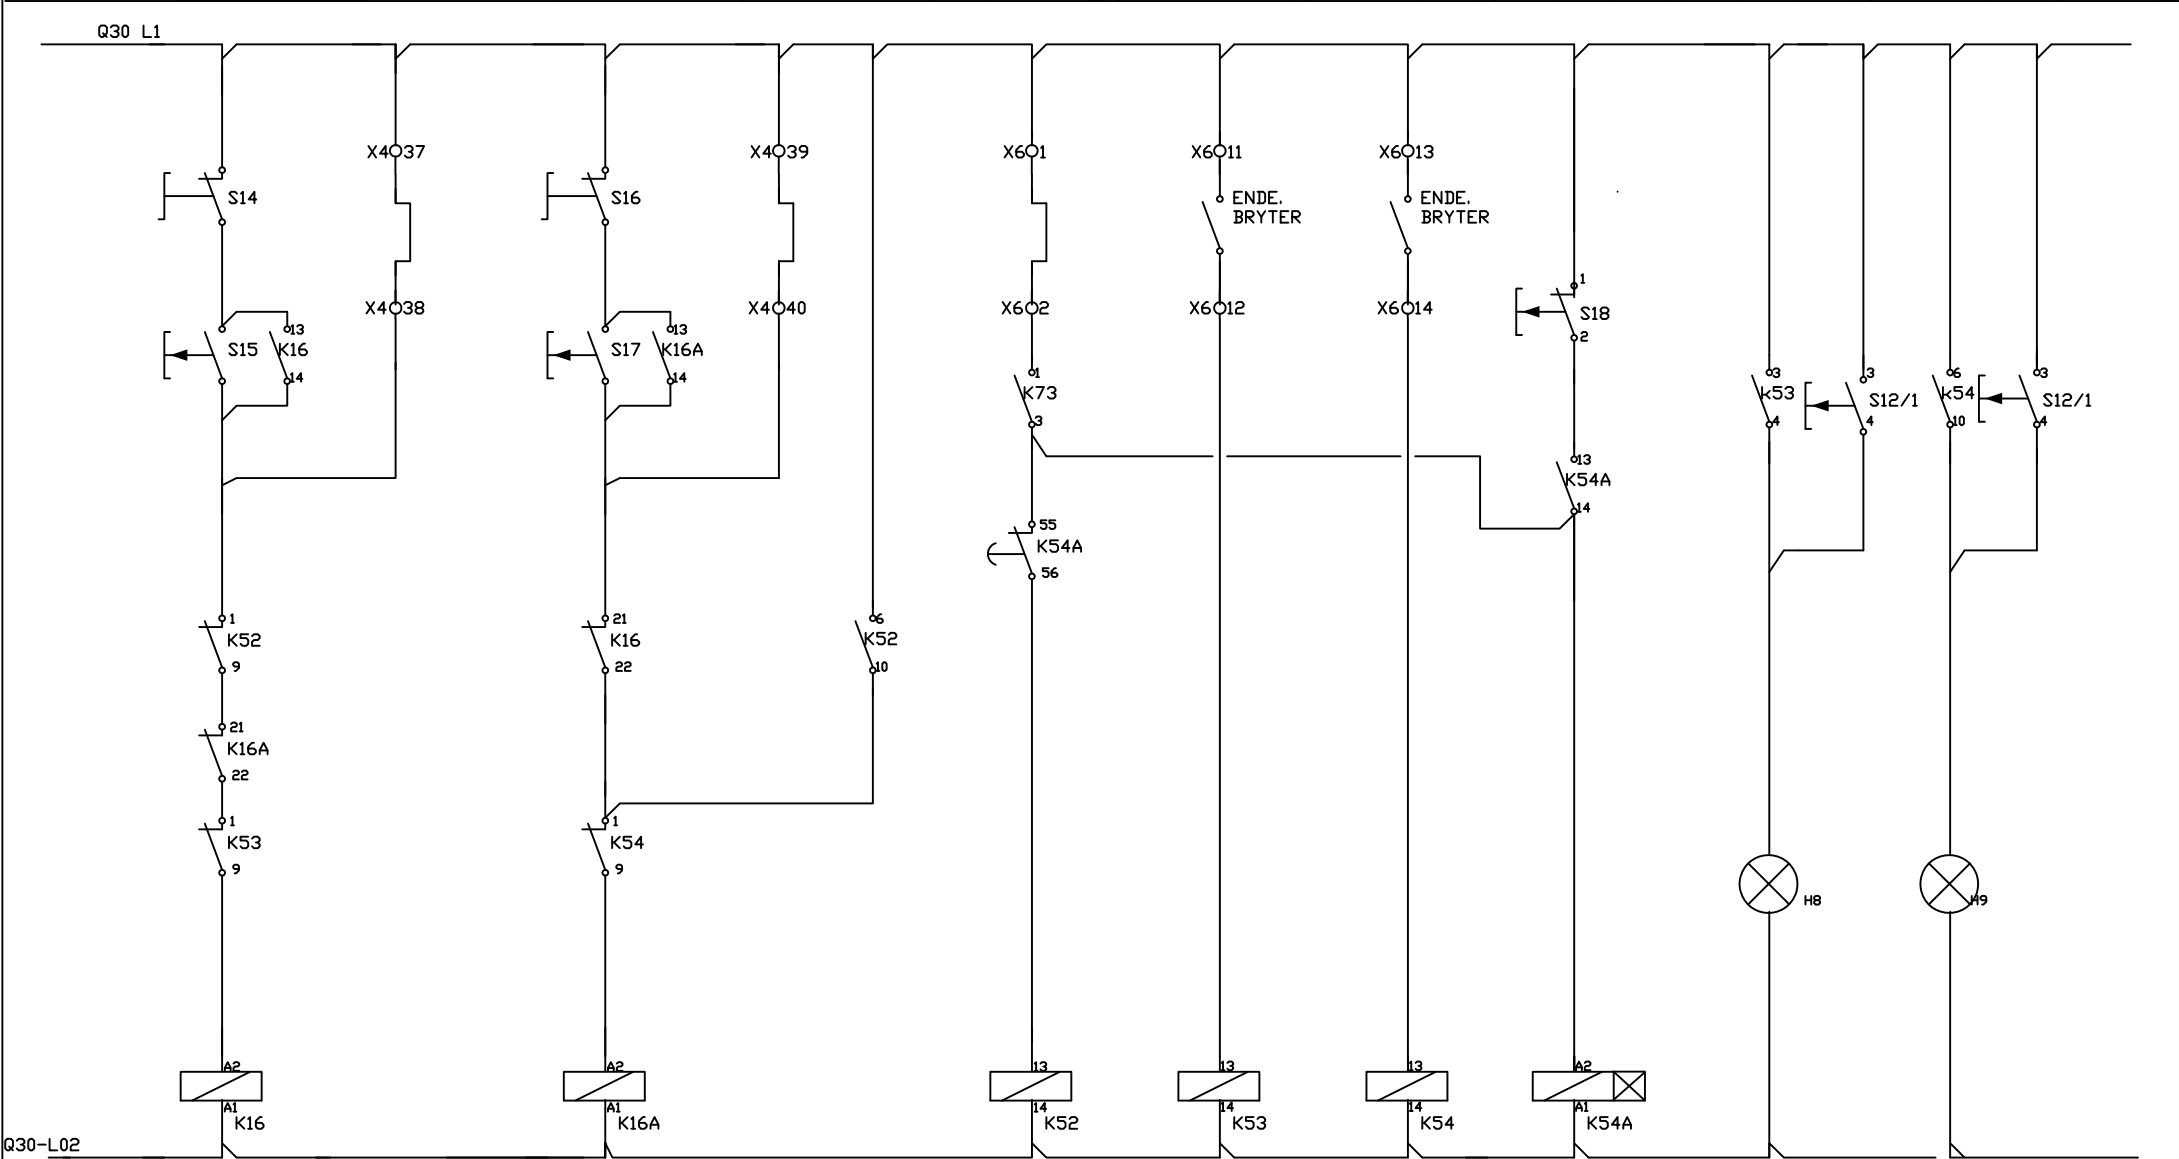 Q30 L1
X4 37
X4 39
X6 1
X6 11
X6 13
S14
S16
ENDE.
BRYTER
ENDE.
BRYTER
1
S18
2
X4 38
X4 40
X6 2
X6 12
X6 14
13
S15
K16
14
13
S17
K16A
14
1
K73
3
3
k53
4
3
S12/1
4
6
k54
10
3
S12/1
4
13
K54A
14
55
K54A
56
1
K52
9
21
K16
22
6
K52
10
21
K16A
22
1
K53
9
1
K54
9
H8
H9
A2
A1
K16
A2
A1
K16A
13
14
K52
13
14
K53
13
14
K54
A2
A1
K54A
Q30-L02